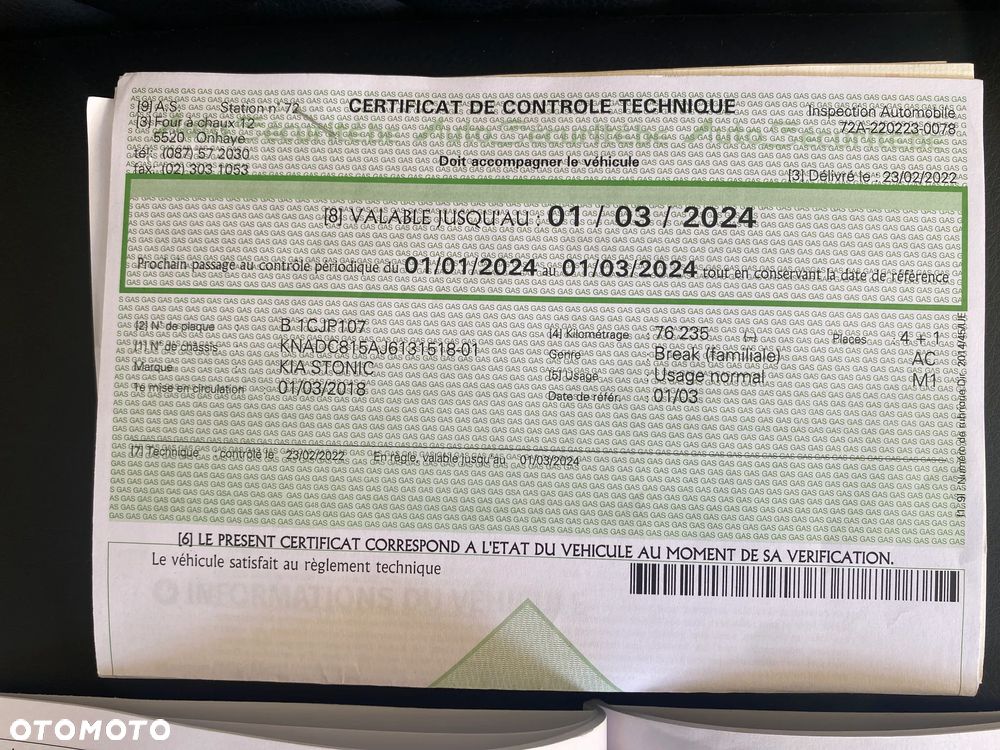 [9] A.S. Station n° 72
CERTIFICAT DE CONTROLE TECHNIQUE
Inspection Automobile
[3] Four à chaux 12
72A-220223-0078
5520 Onhaye
tél. (087) 57 2030
Doit accompagner le véhicule
fax. (02) 303 1053
[3] Délivré le : 23/02/2022
[8] VALABLE JUSQU'AU : 01 / 03 / 2024
Prochain passage au contrôle périodique du 01/01/2024 au 01/03/2024 tout en conservant la date de référence
[2] N° de plaque B 1CJP107 [4] Kilométrage 76 235 (-) Places : 4 + 1
[1] N° de chassis KNADC815AJ6131518-01 Genre : Break (familiale) AC
Marque KIA STONIC [5] Usage : Usage normal M1
1e mise en circulation 01/03/2018 Date de référ. : 01/03
[7] Technique : contrôlé le 23/02/2022 En règle, valable jusqu'au 01/03/2024
[6] LE PRESENT CERTIFICAT CORRESPOND A L'ETAT DU VEHICULE AU MOMENT DE SA VERIFICATION.
Le véhicule satisfait au règlement technique
INFORMATIONS DU VEHICULE
OTOMOTO